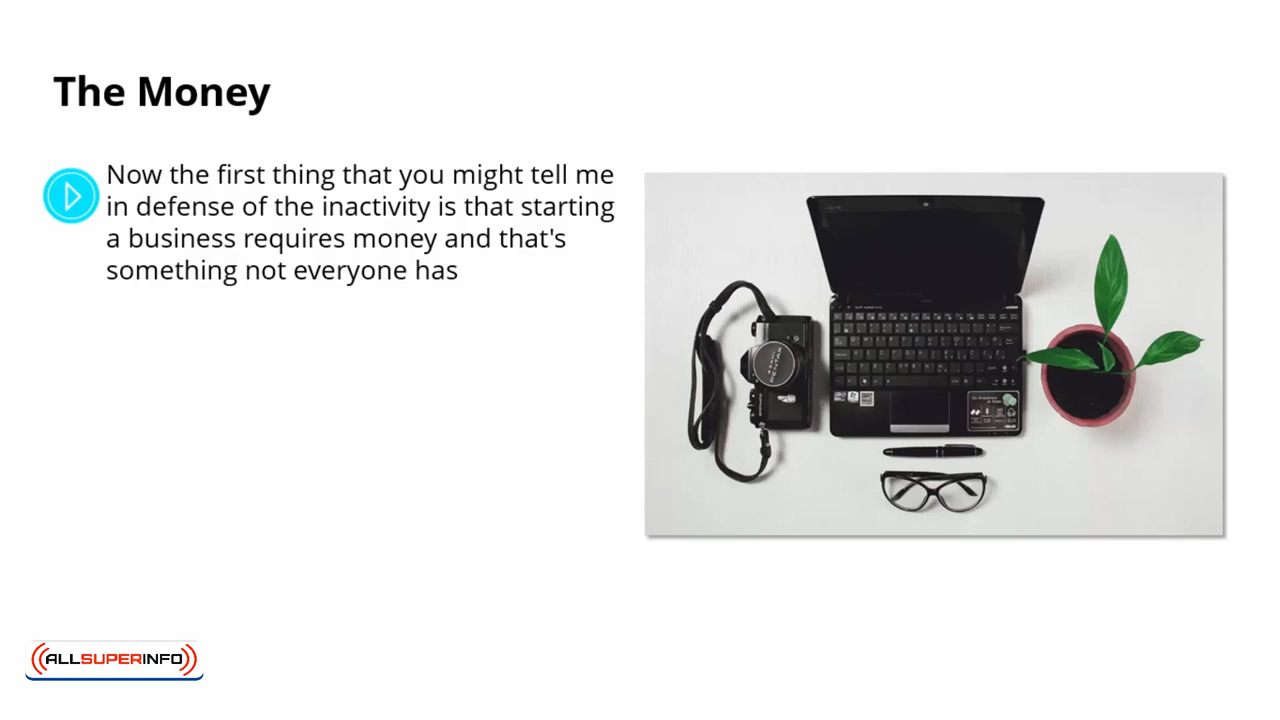 The Money
Now the first thing that you might tell me
in defense of the inactivity is that starting
a business requires money and that's
something not everyone has
PENTAX
ALLSUPERINFO